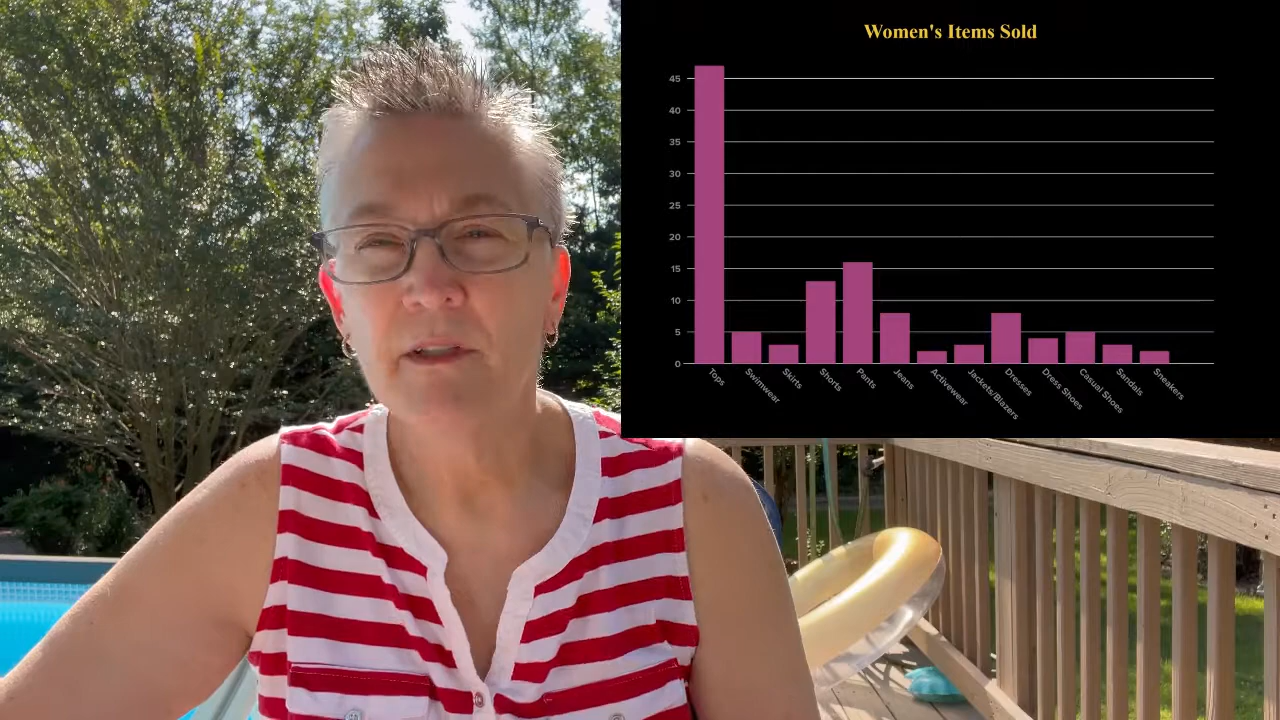 Women's Items Sold
45
40
35
30
25
20
15
10
5
0
Tops
Swimwear
Skirts
Shorts
Pants
Jeans
Activewear
Jackets/Blazers
Dresses
Dress Shoes
Casual Shoes
Sandals
Sneakers